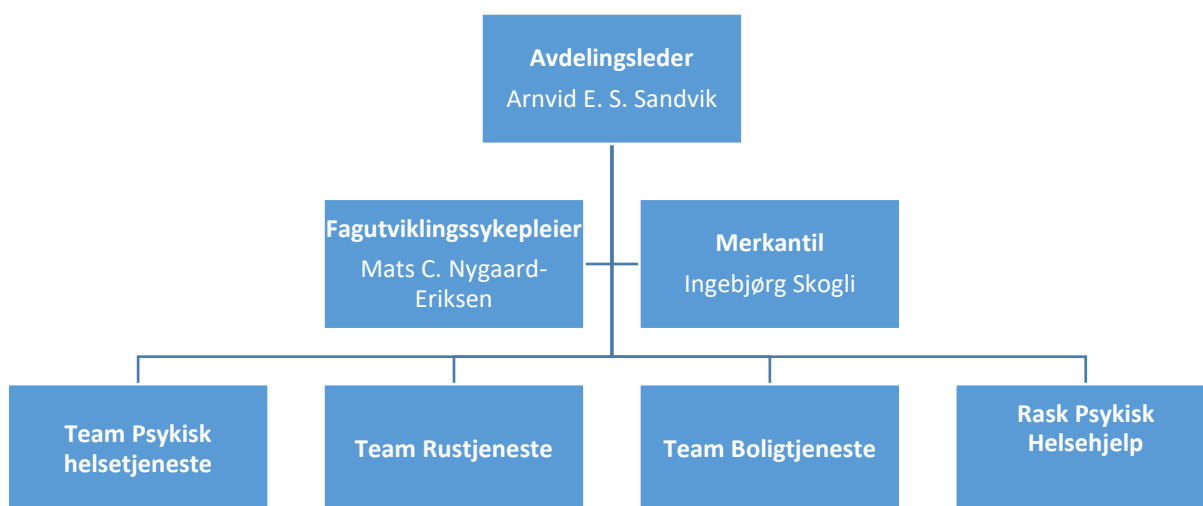 Avdelingsleder
Arnvid E. S. Sandvik
Fagutviklingssykepleier
Mats C. Nygaard-
Eriksen
Merkantil
Ingebjørg Skogli
Team Psykisk
helsetjeneste
Team Rustjeneste
Team Boligtjeneste
Rask Psykisk
Helsehjelp